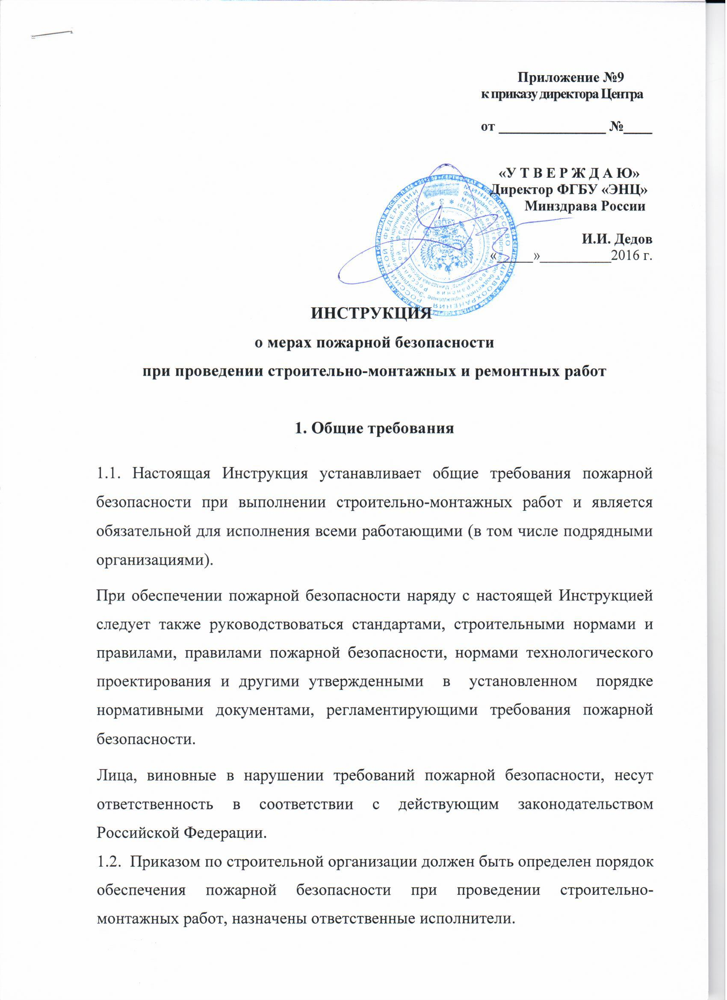 Приложение №9
к приказу директора Центра
от _______________ №____
«У Т В Е Р Ж Д А Ю»
Директор ФГБУ «ЭНЦ»
Минздрава России
И.И. Дедов
«_____»__________2016 г.
МИНИСТЕРСТВО ЗДРАВООХРАНЕНИЯ РОССИЙСКОЙ ФЕДЕРАЦИИ
ИНСТРУКЦИЯ
о мерах пожарной безопасности
при проведении строительно-монтажных и ремонтных работ
1. Общие требования
1.1. Настоящая Инструкция устанавливает общие требования пожарной
безопасности при выполнении строительно-монтажных работ и является
обязательной для исполнения всеми работающими (в том числе подрядными
организациями).
При обеспечении пожарной безопасности наряду с настоящей Инструкцией
следует также руководствоваться стандартами, строительными нормами и
правилами, правилами пожарной безопасности, нормами технологического
проектирования и другими утвержденными в установленном порядке
нормативными документами, регламентирующими требования пожарной
безопасности.
Лица, виновные в нарушении требований пожарной безопасности, несут
ответственность в соответствии с действующим законодательством
Российской Федерации.
1.2. Приказом по строительной организации должен быть определен порядок
обеспечения пожарной безопасности при проведении строительно-
монтажных работ, назначены ответственные исполнители.